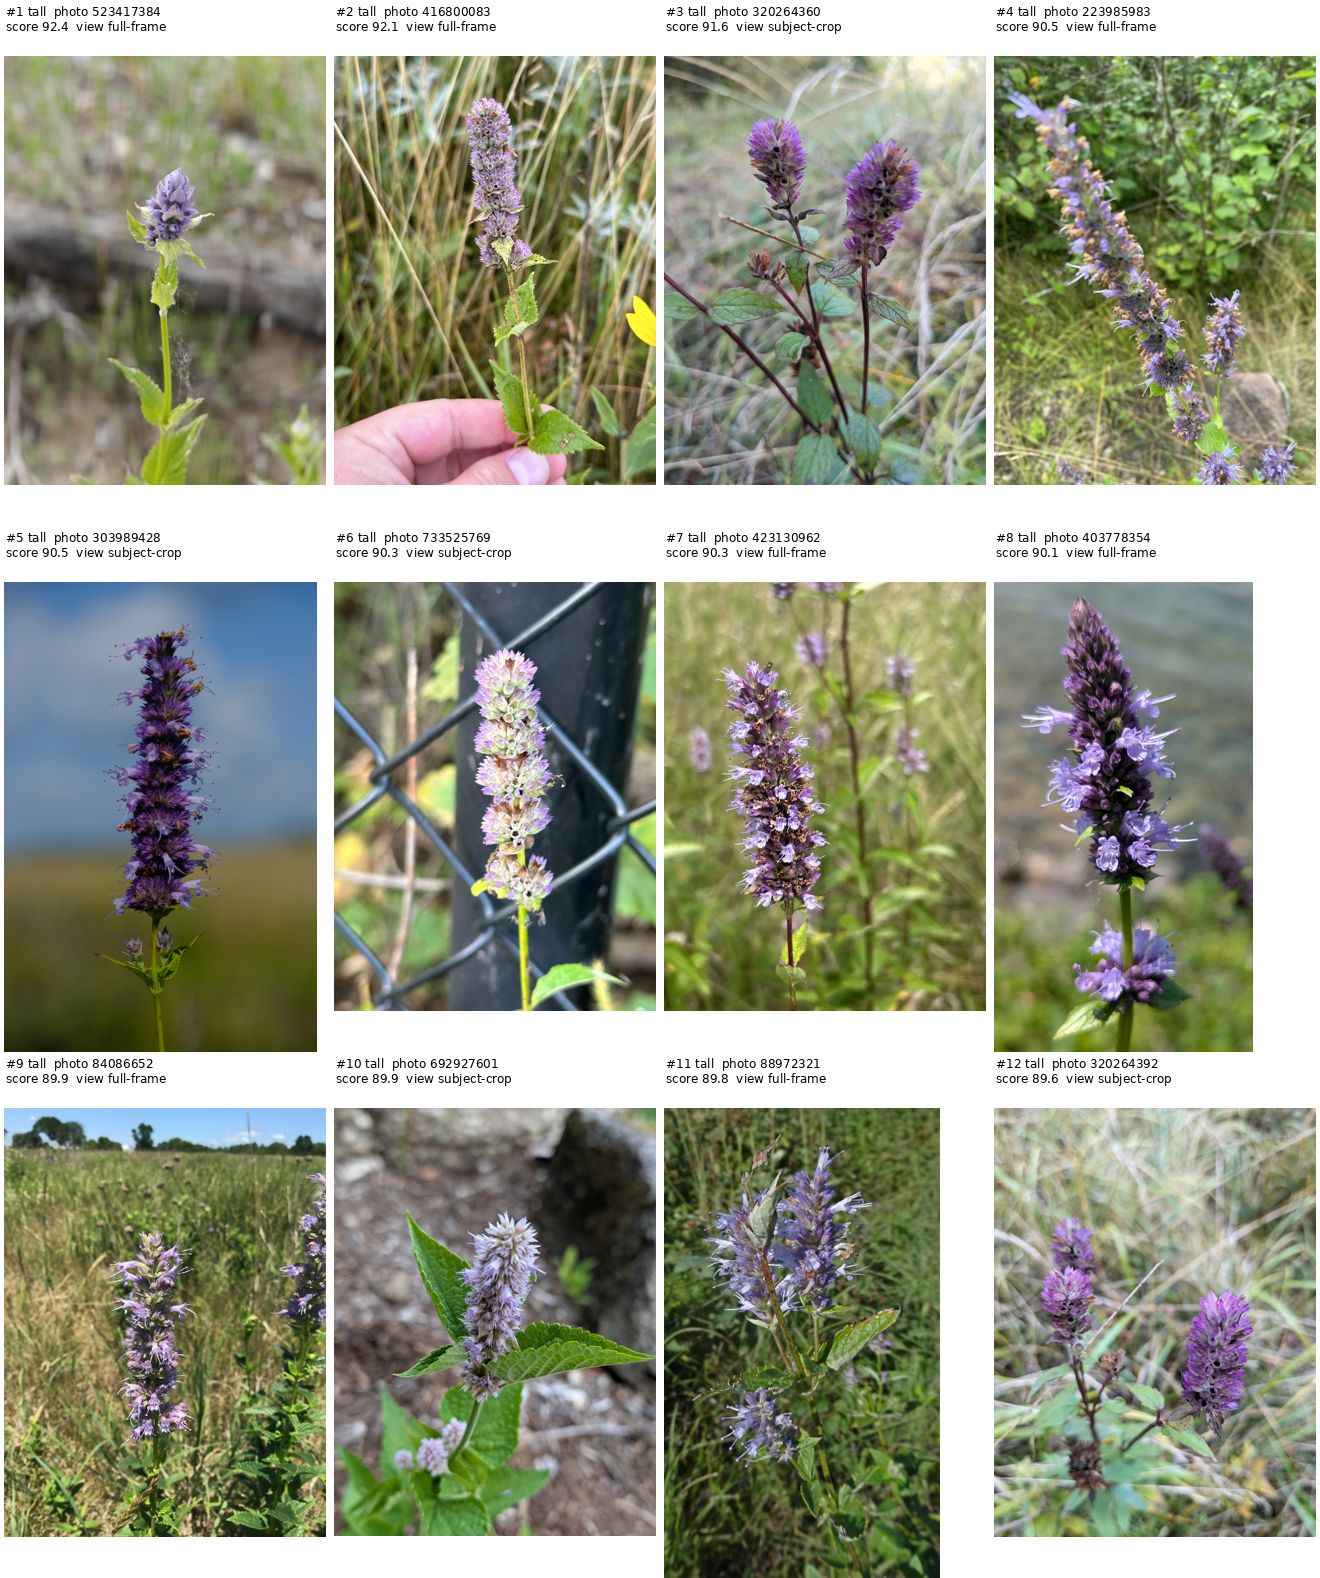 #1 tall  photo 523417384
score 92.4  view full-frame
#2 tall  photo 416800083
score 92.1  view full-frame
#3 tall  photo 320264360
score 91.6  view subject-crop
#4 tall  photo 223985983
score 90.5  view full-frame
#5 tall  photo 303989428
score 90.5  view subject-crop
#6 tall  photo 733525769
score 90.3  view subject-crop
#7 tall  photo 423130962
score 90.3  view full-frame
#8 tall  photo 403778354
score 90.1  view full-frame
#9 tall  photo 84086652
score 89.9  view full-frame
#10 tall  photo 692927601
score 89.9  view subject-crop
#11 tall  photo 88972321
score 89.8  view full-frame
#12 tall  photo 320264392
score 89.6  view subject-crop